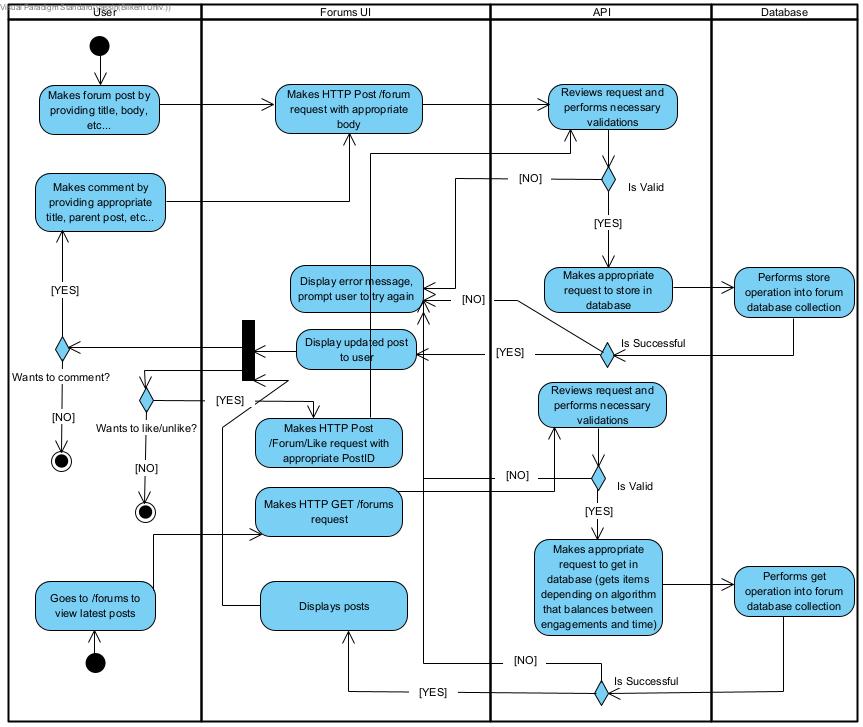 User
Forums UI
API
Database
Makes forum post by
providing title, body,
etc...
Makes HTTP Post /forum
request with appropriate
body
Reviews request and
performs necessary
validations
Makes comment by
providing appropriate
title, parent post, etc...
[NO]
Is Valid
[YES]
[YES]
Display error message,
prompt user to try again
Makes appropriate
request to store in
database
Performs store
operation into forum
database collection
[NO]
Display updated post
to user
[YES]
Is Successful
Wants to comment?
[NO]
Wants to like/unlike?
[YES]
[NO]
Makes HTTP Post
/Forum/Like request with
appropriate PostID
Reviews request and
performs necessary
validations
[NO]
Is Valid
[YES]
Makes HTTP GET /forums
request
Makes appropriate
request to get in
database (gets items
depending on algorithm
that balances between
engagements and time)
Performs get
operation into forum
database collection
Goes to /forums to
view latest posts
Displays posts
[NO]
Is Successful
[YES]